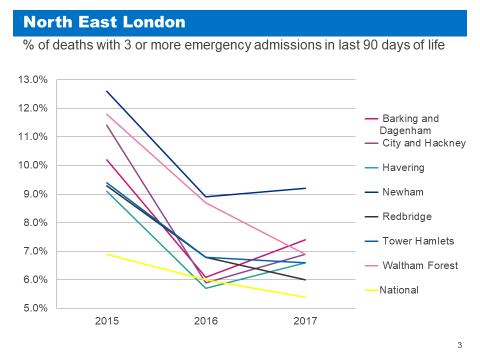 North East London
% of deaths with 3 or more emergency admissions in last 90 days of life
13.0%
12.0%
11.0%
10.0%
9.0%
8.0%
7.0%
6.0%
5.0%
2015 2016 2017
Barking and
Dagenham
City and Hackney
Havering
Newham
Redbridge
Tower Hamlets
Waltham Forest
National
3